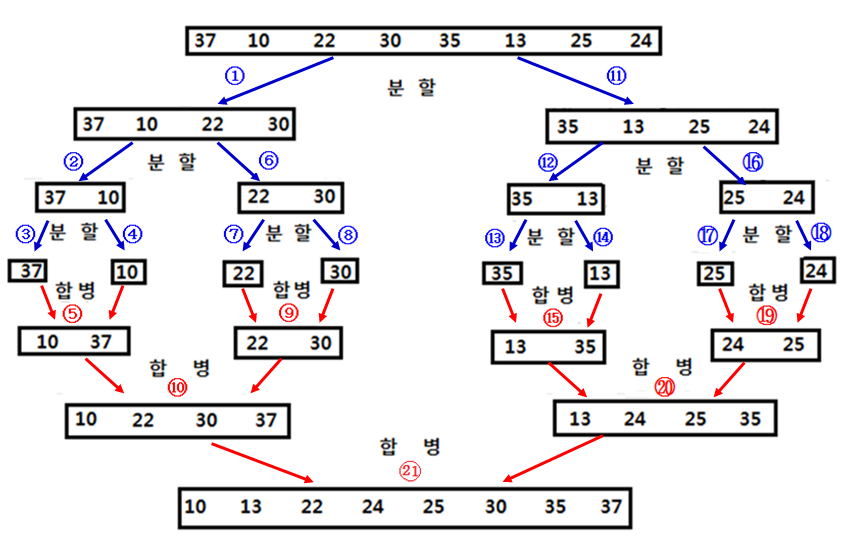 37 10 22 30 35 13 25 24
① 분 할 ⑪
37 10 22 30
35 13 25 24
② 분 할 ⑥
⑫ 분 할 ⑯
37 10
22 30
35 13
25 24
③ 분 할 ④
⑦ 분 할 ⑧
⑬ 분 할 ⑭
⑰ 분 할 ⑱
37
10
22
30
35
13
25
24
합 병
⑤
합 병
⑨
합 병
⑮
합 병
⑲
10 37
22 30
13 35
24 25
합 병
⑩
합 병
⑳
10 22 30 37
13 24 25 35
합 병
㉑
10 13 22 24 25 30 35 37